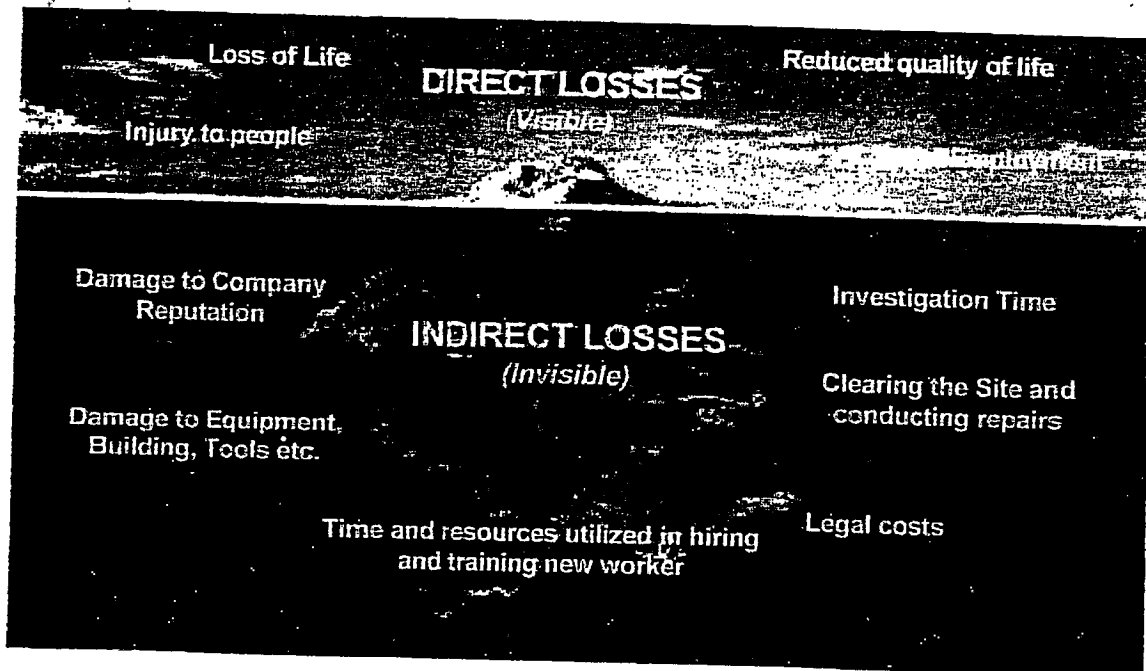 Loss of Life
DIRECT LOSSES
(Visible)
Reduced quality of life
Injury to people
Employment
Damage to Company
Reputation
INDIRECT LOSSES
(Invisible)
Investigation Time
Damage to Equipment,
Building, Tools etc.
Clearing the Site and
conducting repairs
Time and resources utilized in hiring
and training new worker
Legal costs